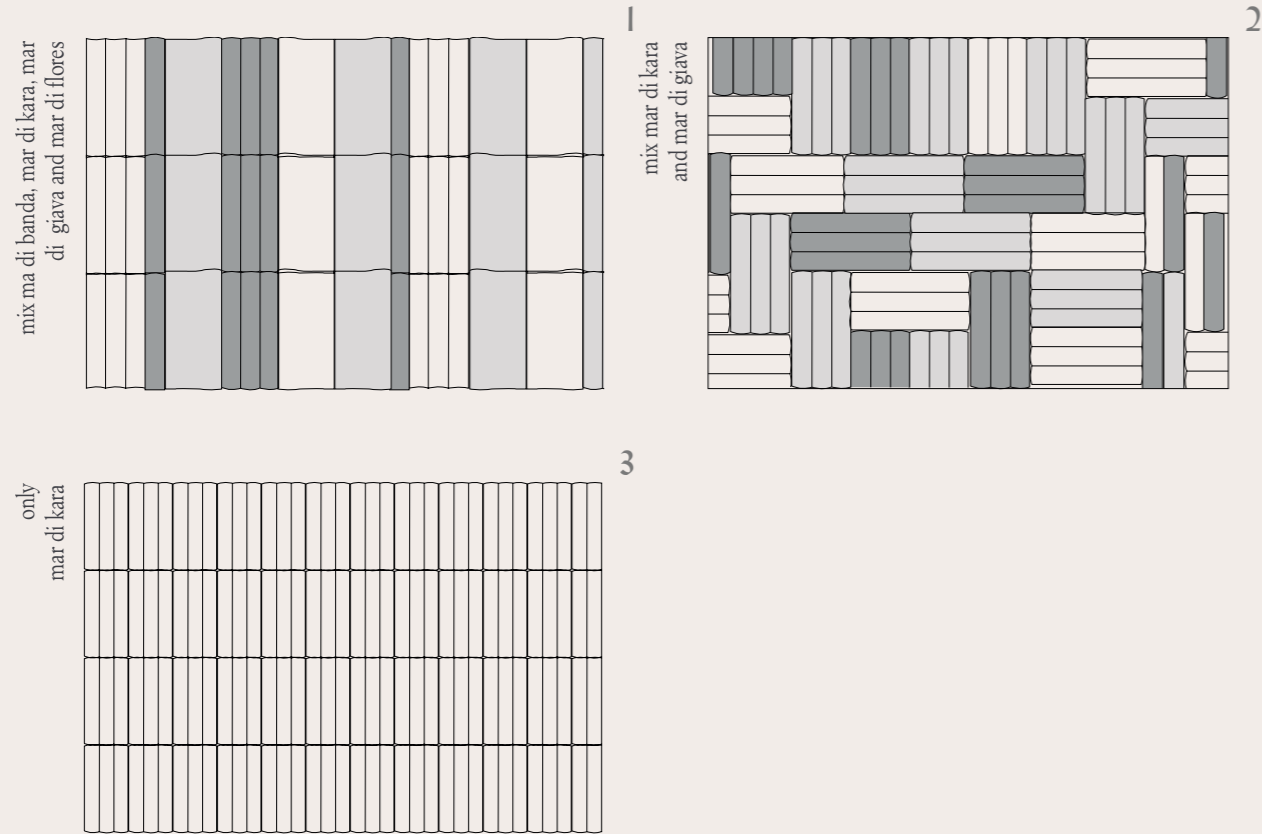 1
mix ma di banda, mar di kara, mar
di giava and mar di flores
2
mix mar di kara
and mar di giava
3
only
mar di kara